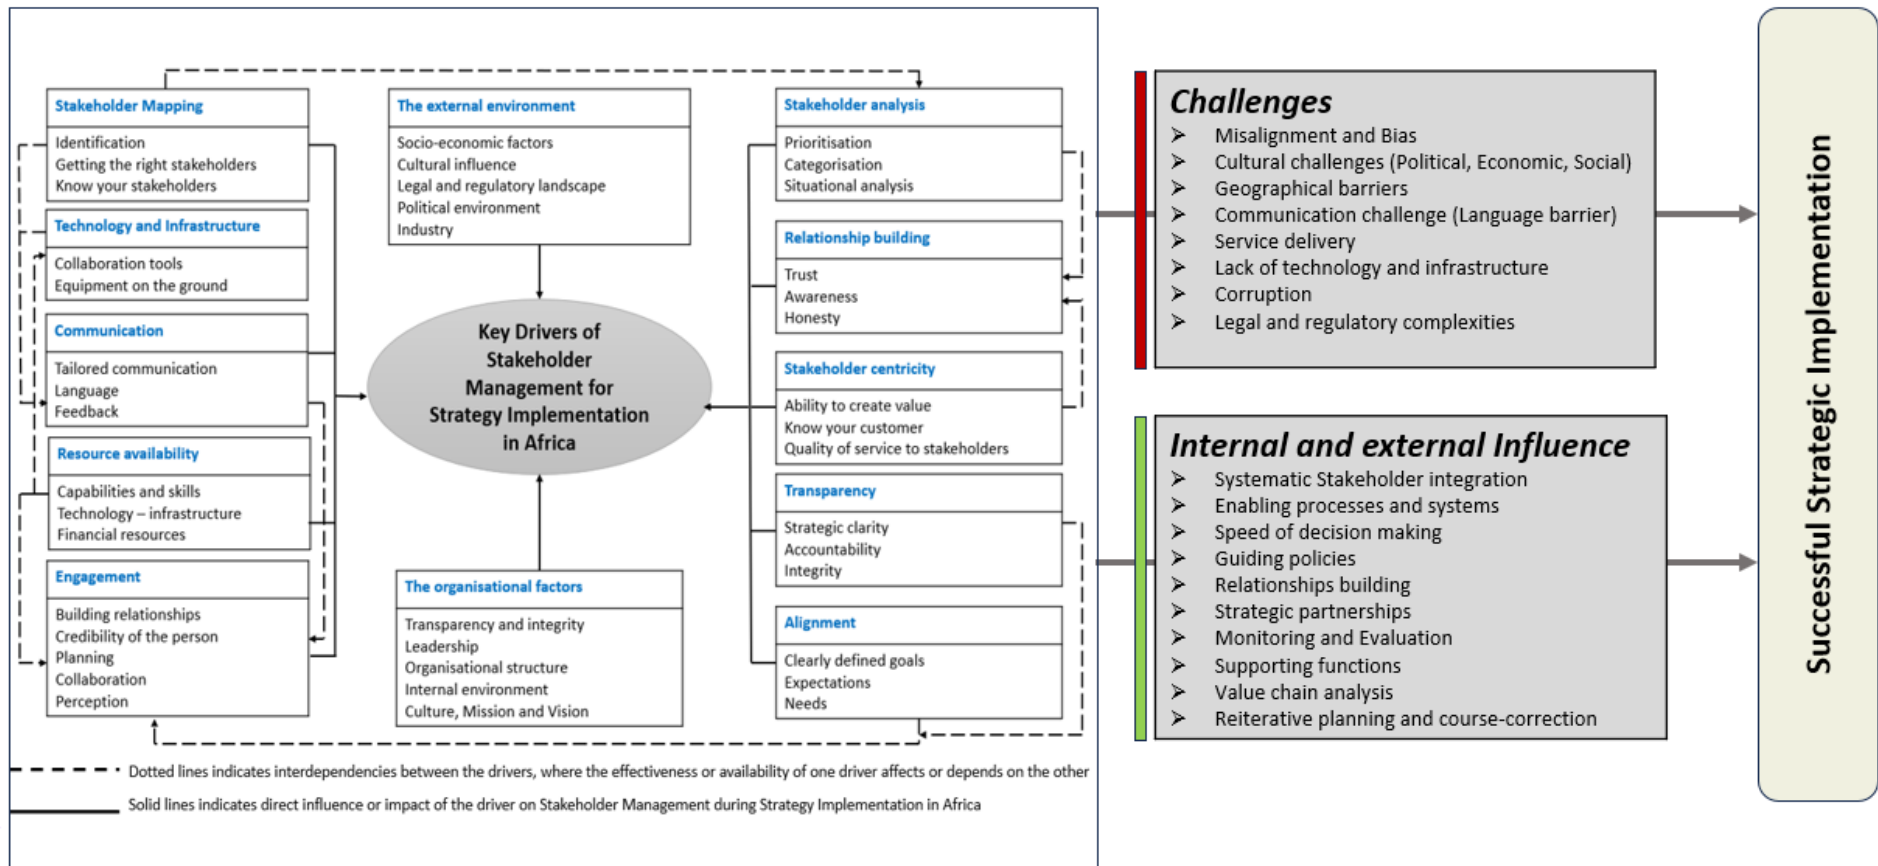 Stakeholder Mapping
Identification
Getting the right stakeholders
Know your stakeholders
Technology and Infrastructure
Collaboration tools
Equipment on the ground
Communication
Tailored communication
Language
Feedback
Resource availability
Capabilities and skills
Technology – infrastructure
Financial resources
Engagement
Building relationships
Credibility of the person
Planning
Collaboration
Perception
The external environment
Socio-economic factors
Cultural influence
Legal and regulatory landscape
Political environment
Industry
Key Drivers of
Stakeholder
Management for
Strategy Implementation
in Africa
The organisational factors
Transparency and integrity
Leadership
Organisational structure
Internal environment
Culture, Mission and Vision
Stakeholder analysis
Prioritisation
Categorisation
Situational analysis
Relationship building
Trust
Awareness
Honesty
Stakeholder centricity
Ability to create value
Know your customer
Quality of service to stakeholders
Transparency
Strategic clarity
Accountability
Integrity
Alignment
Clearly defined goals
Expectations
Needs
Dotted lines indicates interdependencies between the drivers, where the effectiveness or availability of one driver affects or depends on the other
Solid lines indicates direct influence or impact of the driver on Stakeholder Management during Strategy Implementation in Africa
Challenges
➢ Misalignment and Bias
➢ Cultural challenges (Political, Economic, Social)
➢ Geographical barriers
➢ Communication challenge (Language barrier)
➢ Service delivery
➢ Lack of technology and infrastructure
➢ Corruption
➢ Legal and regulatory complexities
Internal and external Influence
➢ Systematic Stakeholder integration
➢ Enabling processes and systems
➢ Speed of decision making
➢ Guiding policies
➢ Relationships building
➢ Strategic partnerships
➢ Monitoring and Evaluation
➢ Supporting functions
➢ Value chain analysis
➢ Reiterative planning and course-correction
Successful Strategic Implementation